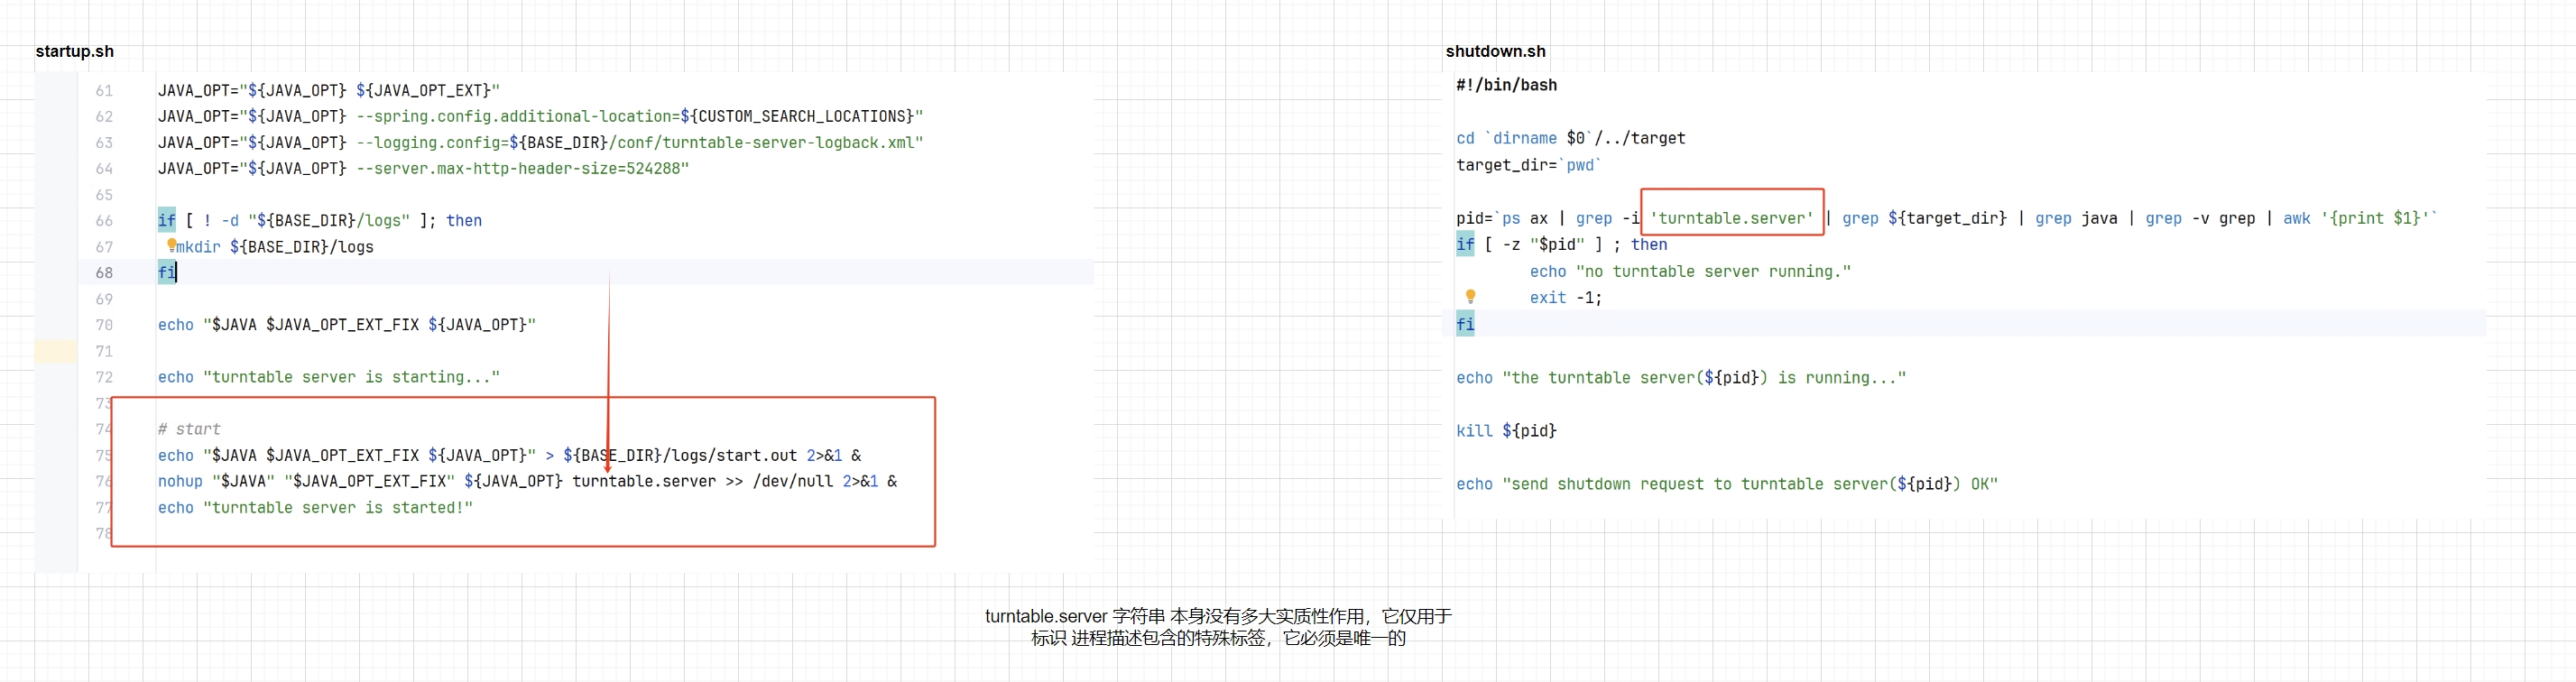 startup.sh
61 JAVA_OPT="${JAVA_OPT} ${JAVA_OPT_EXT}"
62 JAVA_OPT="${JAVA_OPT} --spring.config.additional-location=${CUSTOM_SEARCH_LOCATIONS}"
63 JAVA_OPT="${JAVA_OPT} --logging.config=${BASE_DIR}/conf/turntable-server-logback.xml"
64 JAVA_OPT="${JAVA_OPT} --server.max-http-header-size=524288"
65
66 if [ ! -d "${BASE_DIR}/logs" ]; then
67 mkdir ${BASE_DIR}/logs
68 fi
69
70 echo "$JAVA $JAVA_OPT_EXT_FIX ${JAVA_OPT}"
71
72 echo "turntable server is starting..."
73
74 # start
75 echo "$JAVA $JAVA_OPT_EXT_FIX ${JAVA_OPT}" > ${BASE_DIR}/logs/start.out 2>&1 &
76 nohup "$JAVA" "$JAVA_OPT_EXT_FIX" ${JAVA_OPT} turntable.server >> /dev/null 2>&1 &
77 echo "turntable server is started!"
78
shutdown.sh
#!/bin/bash
cd `dirname $0`/../target
target_dir=`pwd`
pid=`ps ax | grep -i 'turntable.server' | grep ${target_dir} | grep java | grep -v grep | awk '{print $1}'`
if [ -z "$pid" ] ; then
echo "no turntable server running."
exit -1;
fi
echo "the turntable server(${pid}) is running..."
kill ${pid}
echo "send shutdown request to turntable server(${pid}) OK"
turntable.server 字符串 本身没有多大实质性作用，它仅用于
标识 进程描述包含的特殊标签，它必须是唯一的